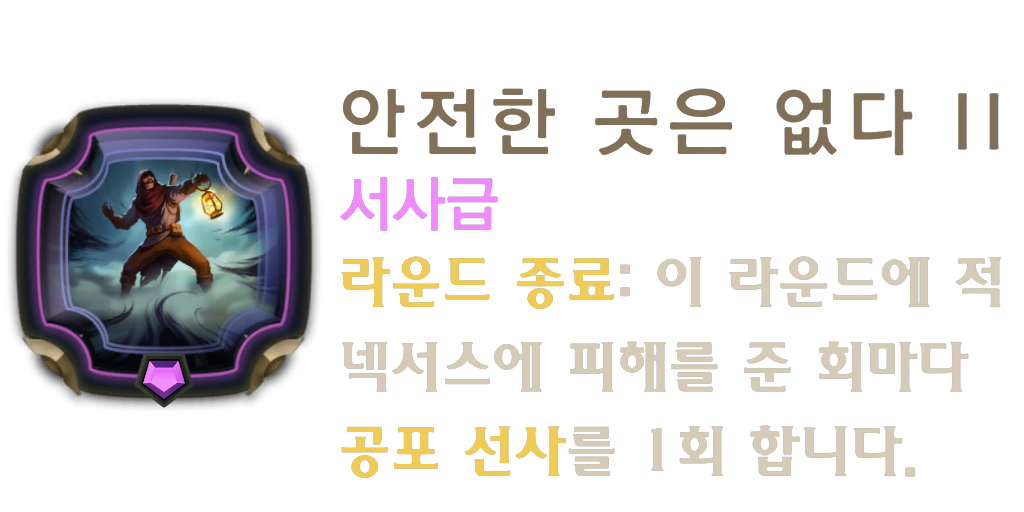 안전한 곳은 없다 II
서사급
라운드 종료: 이 라운드에 적
넥서스에 피해를 준 회마다
공포 선사를 1회 합니다.